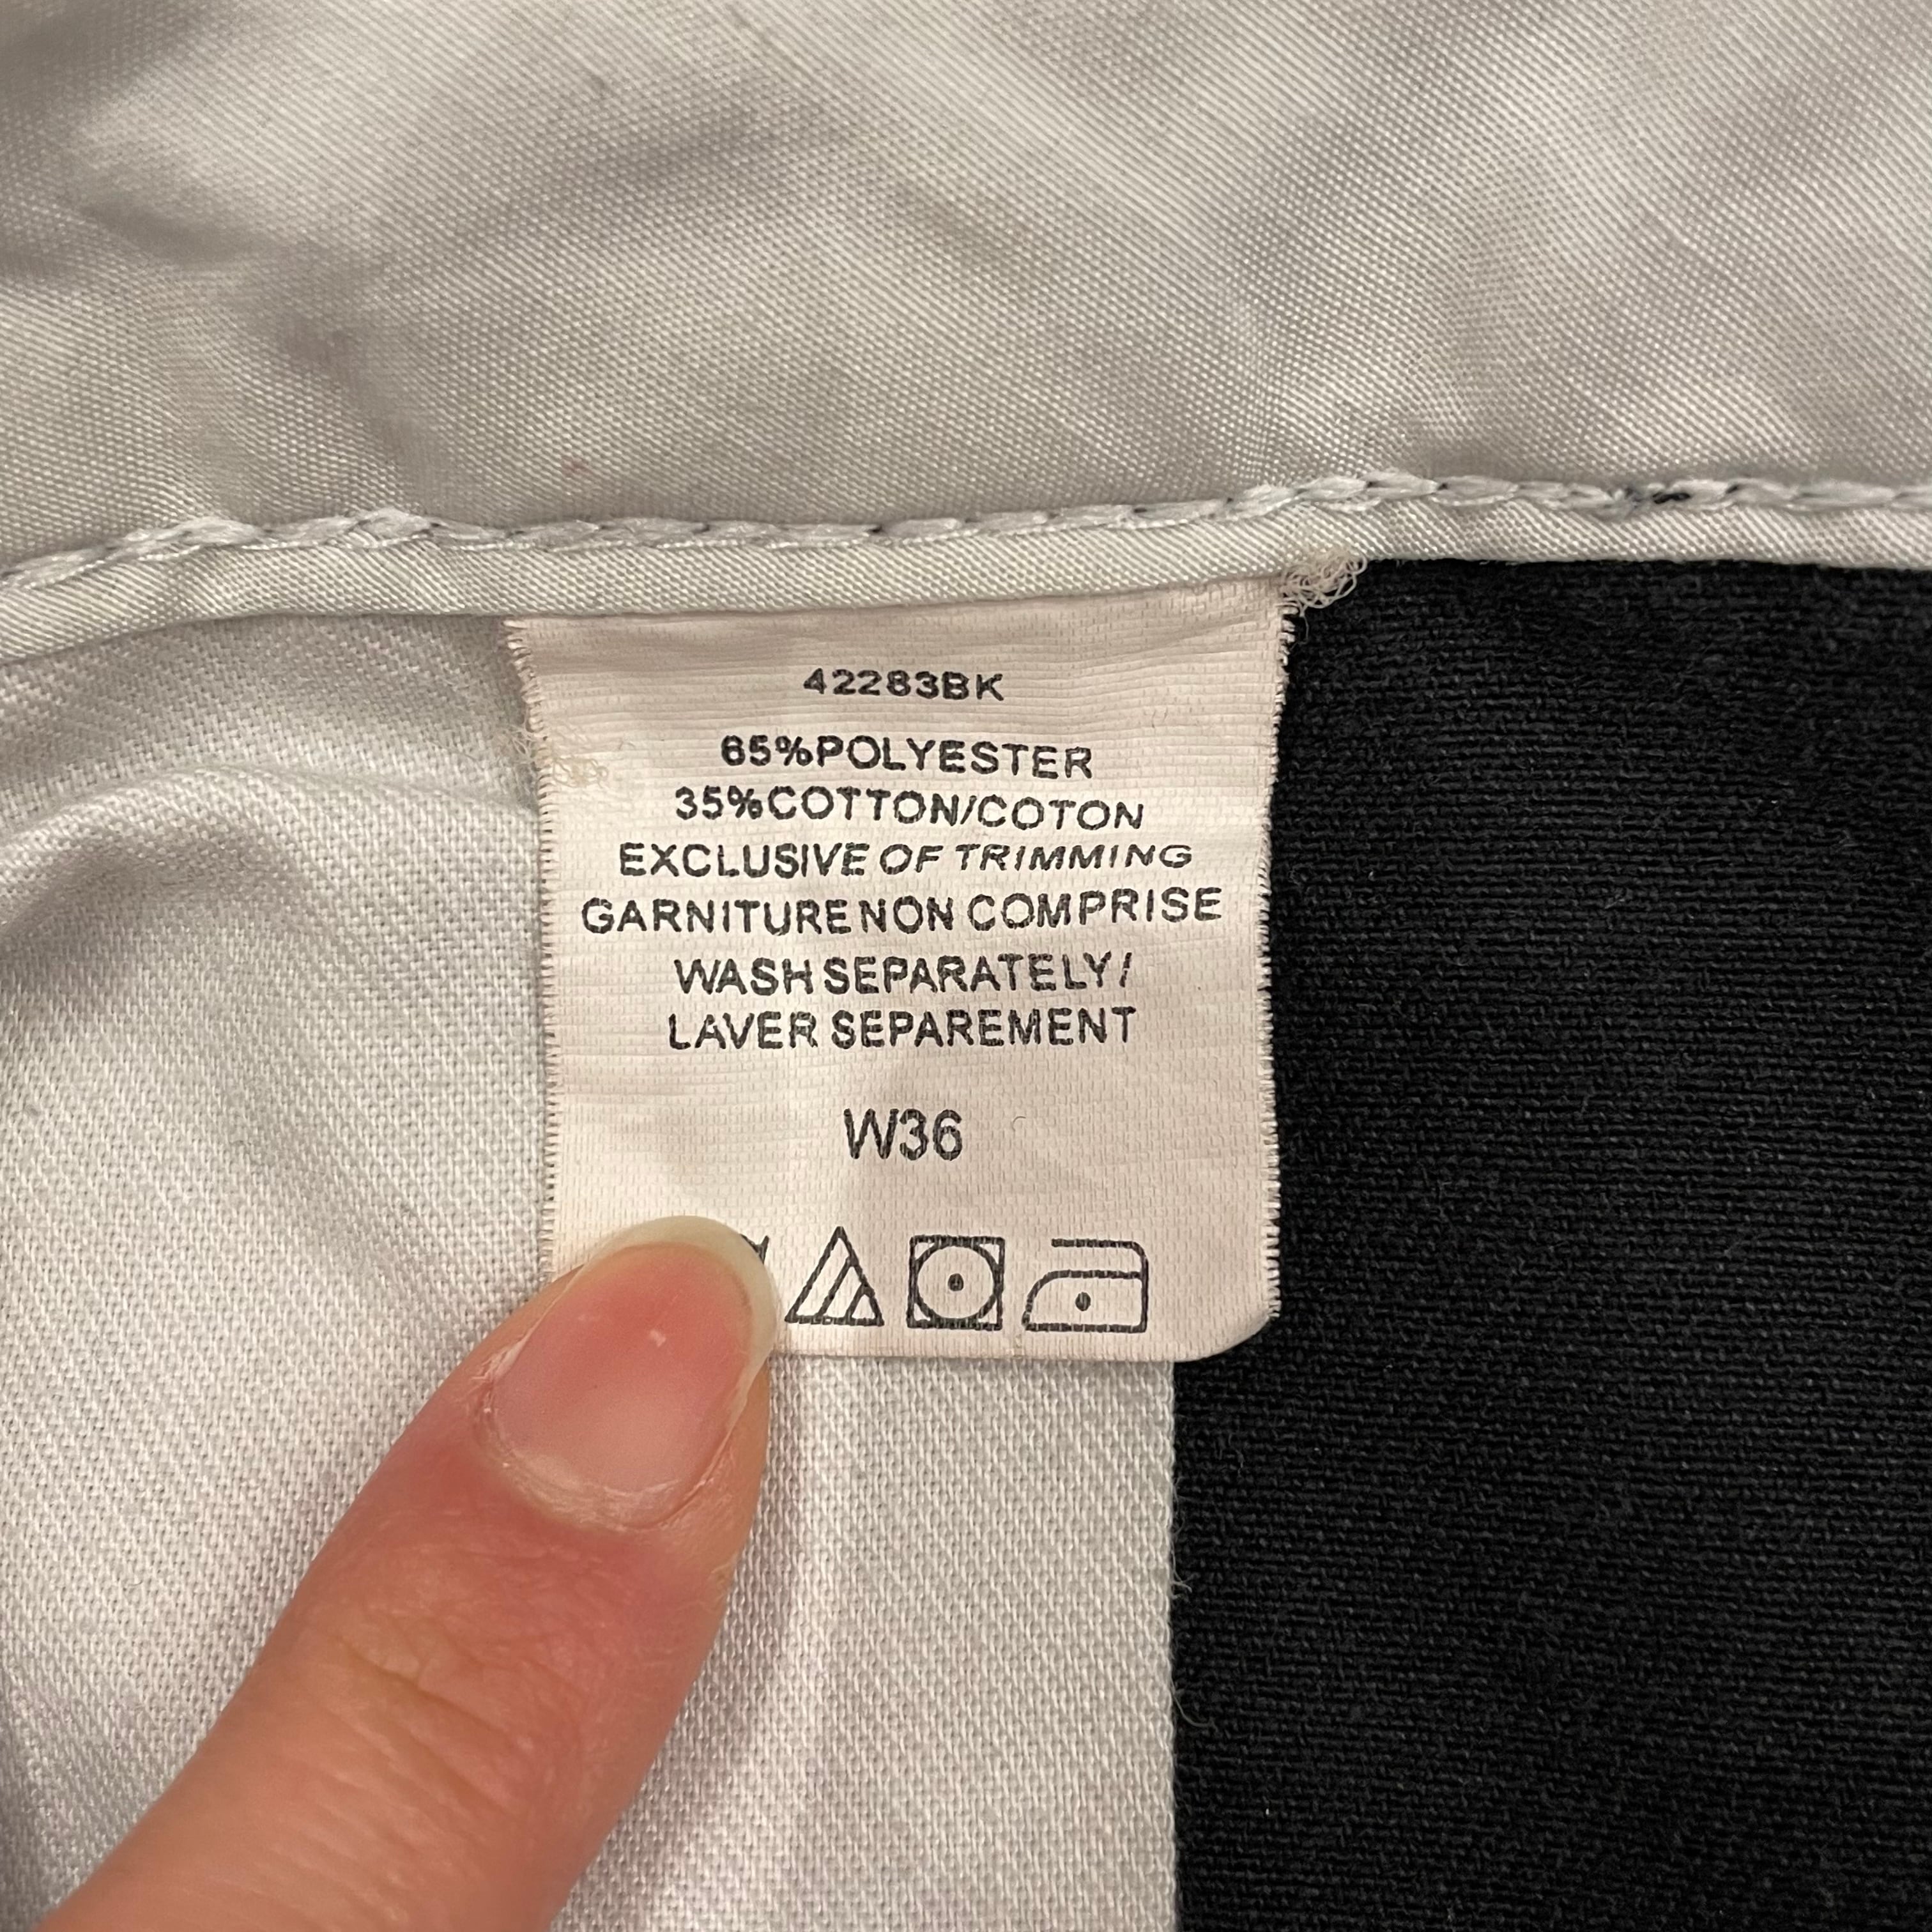 42283BK
65%POLYESTER
35%COTTON/COTON
EXCLUSIVE OF TRIMMING
GARNITURE NON COMPRISE
WASH SEPARATELY/
LAVER SEPAREMENT
W36